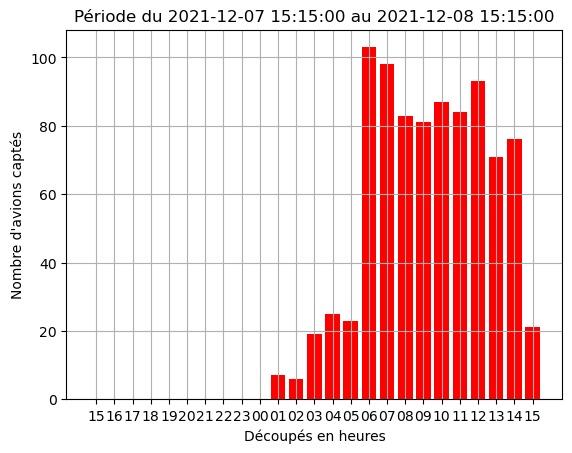 Période du 2021-12-07 15:15:00 au 2021-12-08 15:15:00
Nombre d'avions captés
100
80
60
40
20
0
15 16 17 18 19 20 21 22 23 00 01 02 03 04 05 06 07 08 09 10 11 12 13 14 15
Découpés en heures